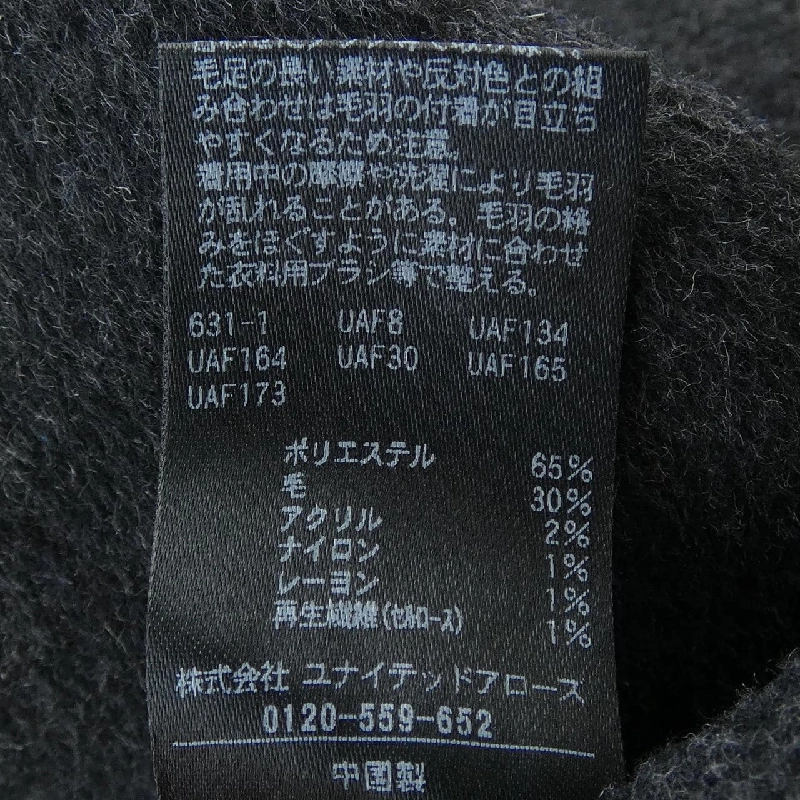 毛足の長い素材や反対色との組
み合わせは毛羽の付着が目立ち
やすくなるため注意。
着用中の摩擦や洗濯により毛羽
が乱れることがある。毛羽の絡
みをほぐすように素材に合わせ
た衣料用ブラシ等で整える。
631-1 UAF8 UAF134
UAF164 UAF30 UAF165
UAF173
ポリエステル 65%
毛 30%
アクリル 2%
ナイロン 1%
レーヨン 1%
再生繊維(セルロース) 1%
株式会社 ユナイテッドアローズ
0120-559-652
中国製